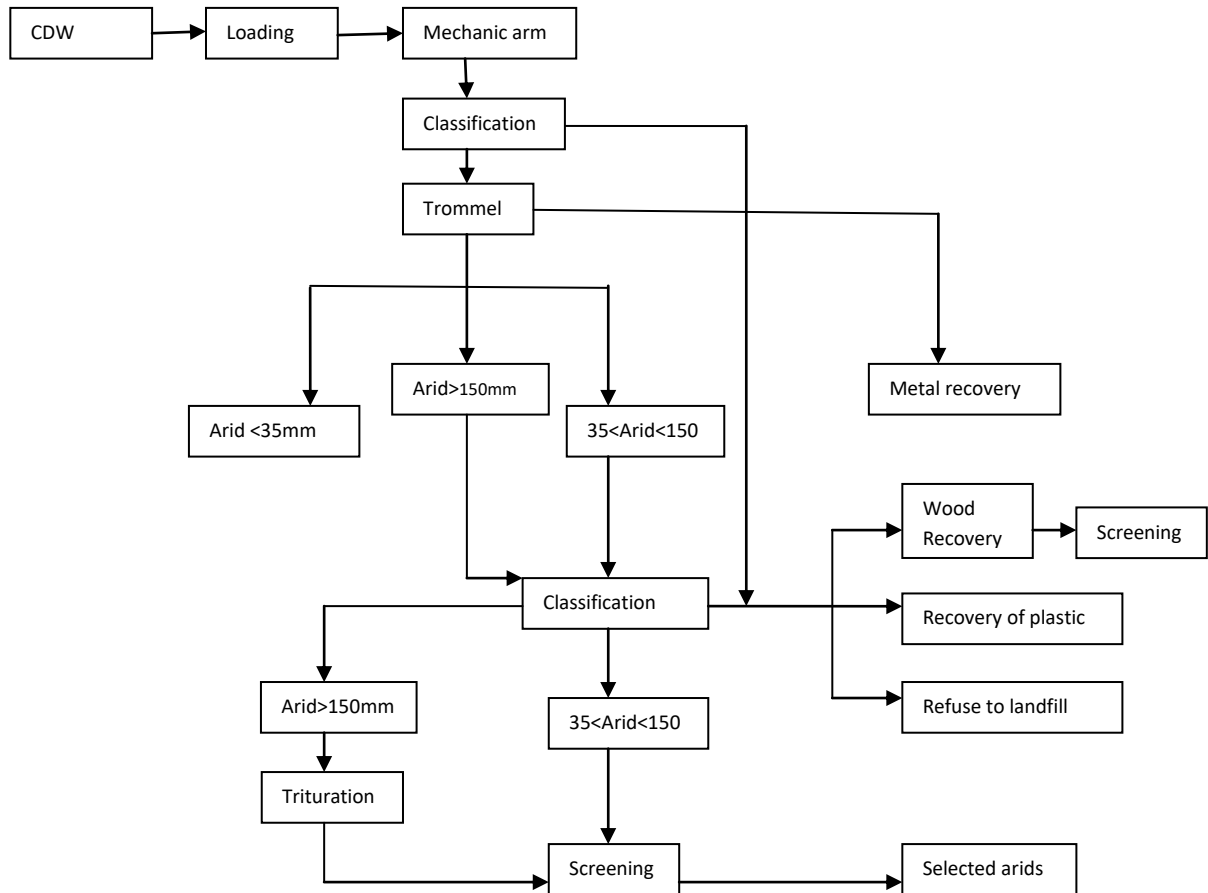 CDW
Loading
Mechanic arm
Classification
Trommel
Arid>150mm
Metal recovery
Arid <35mm
35<Arid<150
Wood
Recovery
Screening
Classification
Recovery of plastic
Arid>150mm
35<Arid<150
Refuse to landfill
Trituration
Screening
Selected arids